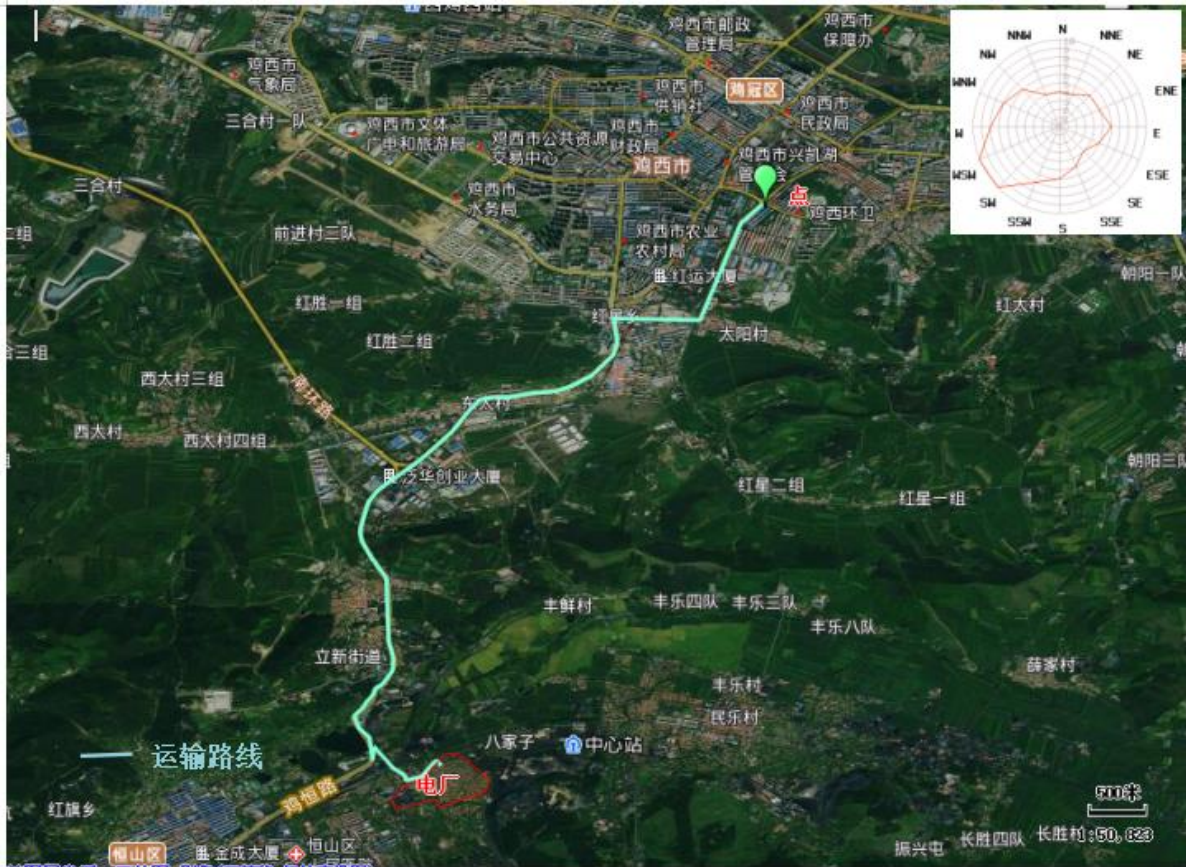 鸡西市邮政
管理局
鸡西市
保障办
鸡西市
气象局
鸡西市
供销社
鸡冠区
鸡西市
民政局
三合村一队
鸡西市文体
广电和旅游局
鸡西市公共资源
交易中心
鸡西市
财政局
鸡西市
鸡西市兴凯湖
三合村
鸡西市
水务局
点
鸡西环卫
前进村三队
鸡西市农业
农村局
红运大厦
朝阳一队
红胜一组
红太村
红星乡
太阳村
红胜二组
西太村三组
南环路
东太村
西太村
西太村四组
泛华创业大厦
朝阳三队
红星二组
红星一组
丰鲜村
丰乐四队
丰乐三队
丰乐八队
立新街道
薛家村
丰乐村
民乐村
八家子
中心站
运输路线
电厂
鸡恒路
红旗乡
500米
1:50,823
恒山区
金成大厦
恒山区
振兴屯
长胜四队
长胜村
N
NNE
NE
ENE
E
ESE
SE
SSE
S
SSW
SW
WSW
W
WNW
NW
NNW